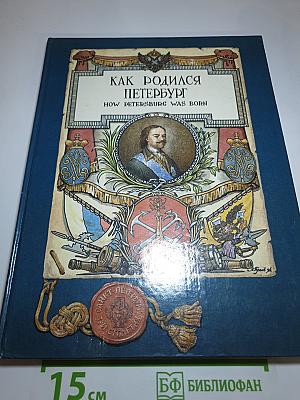 КАК РОДИЛСЯ
ПЕТЕРБУРГ
HOW PETERSBURG WAS BORN
15 СМ
БФ БИБЛИОФАН